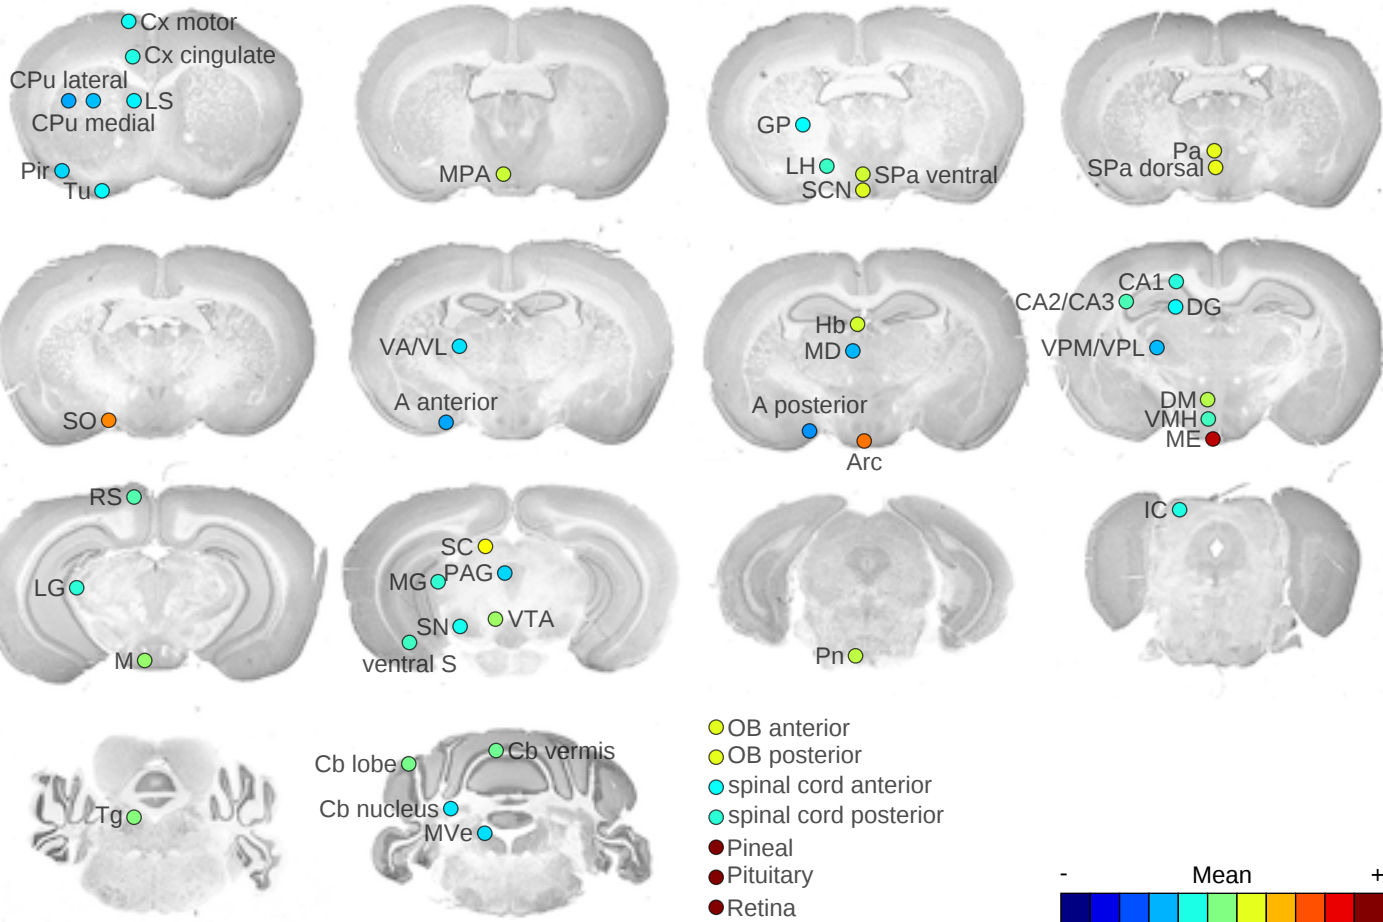 Cx motor
Cx cingulate
CPu lateral
LS
CPu medial
Pir
Tu
MPA
GP
LH
SPa ventral
SCN
Pa
SPa dorsal
SO
VA/VL
A anterior
Hb
MD
A posterior
Arc
CA1
CA2/CA3
DG
VPM/VPL
DM
VMH
ME
RS
LG
M
SC
MG
PAG
SN
VTA
ventral S
Pn
IC
Tg
Cb lobe
Cb vermis
Cb nucleus
MVe
OB anterior
OB posterior
spinal cord anterior
spinal cord posterior
Pineal
Pituitary
Retina
- Mean +